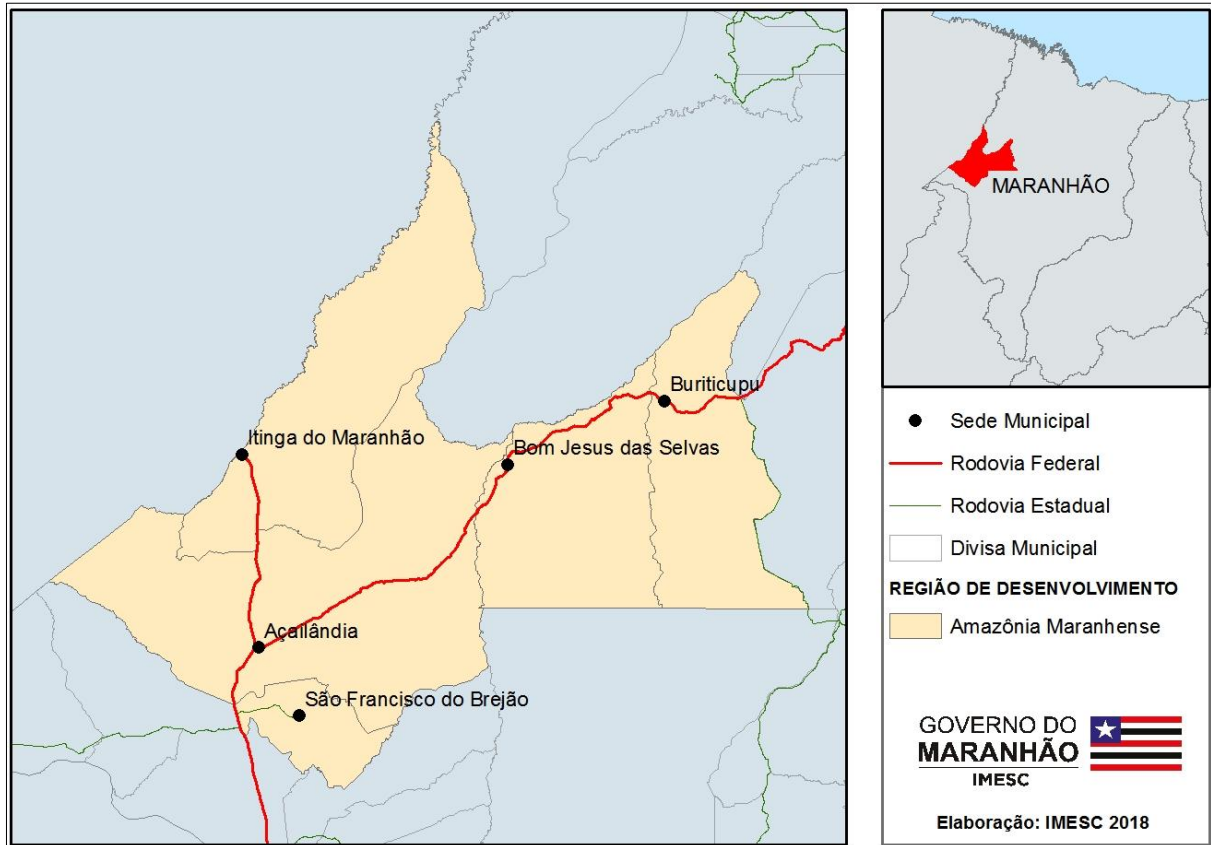 Itinga do Maranhão
Buriticupu
Bom Jesus das Selvas
Açailândia
São Francisco do Brejão
MARANHÃO
Sede Municipal
Rodovia Federal
Rodovia Estadual
Divisa Municipal
REGIÃO DE DESENVOLVIMENTO
Amazônia Maranhense
GOVERNO DO
MARANHÃO
IMESC
Elaboração: IMESC 2018